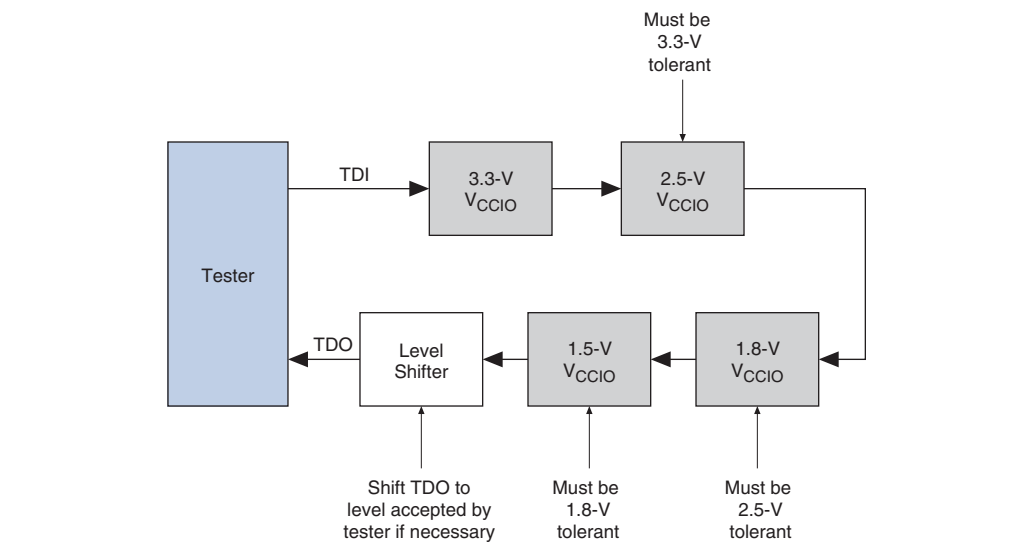 Must be
3.3-V
tolerant
TDI
3.3-V
VCCIO
2.5-V
VCCIO
Tester
TDO
Level
Shifter
1.5-V
VCCIO
1.8-V
VCCIO
Shift TDO to
level accepted by
tester if necessary
Must be
1.8-V
tolerant
Must be
2.5-V
tolerant